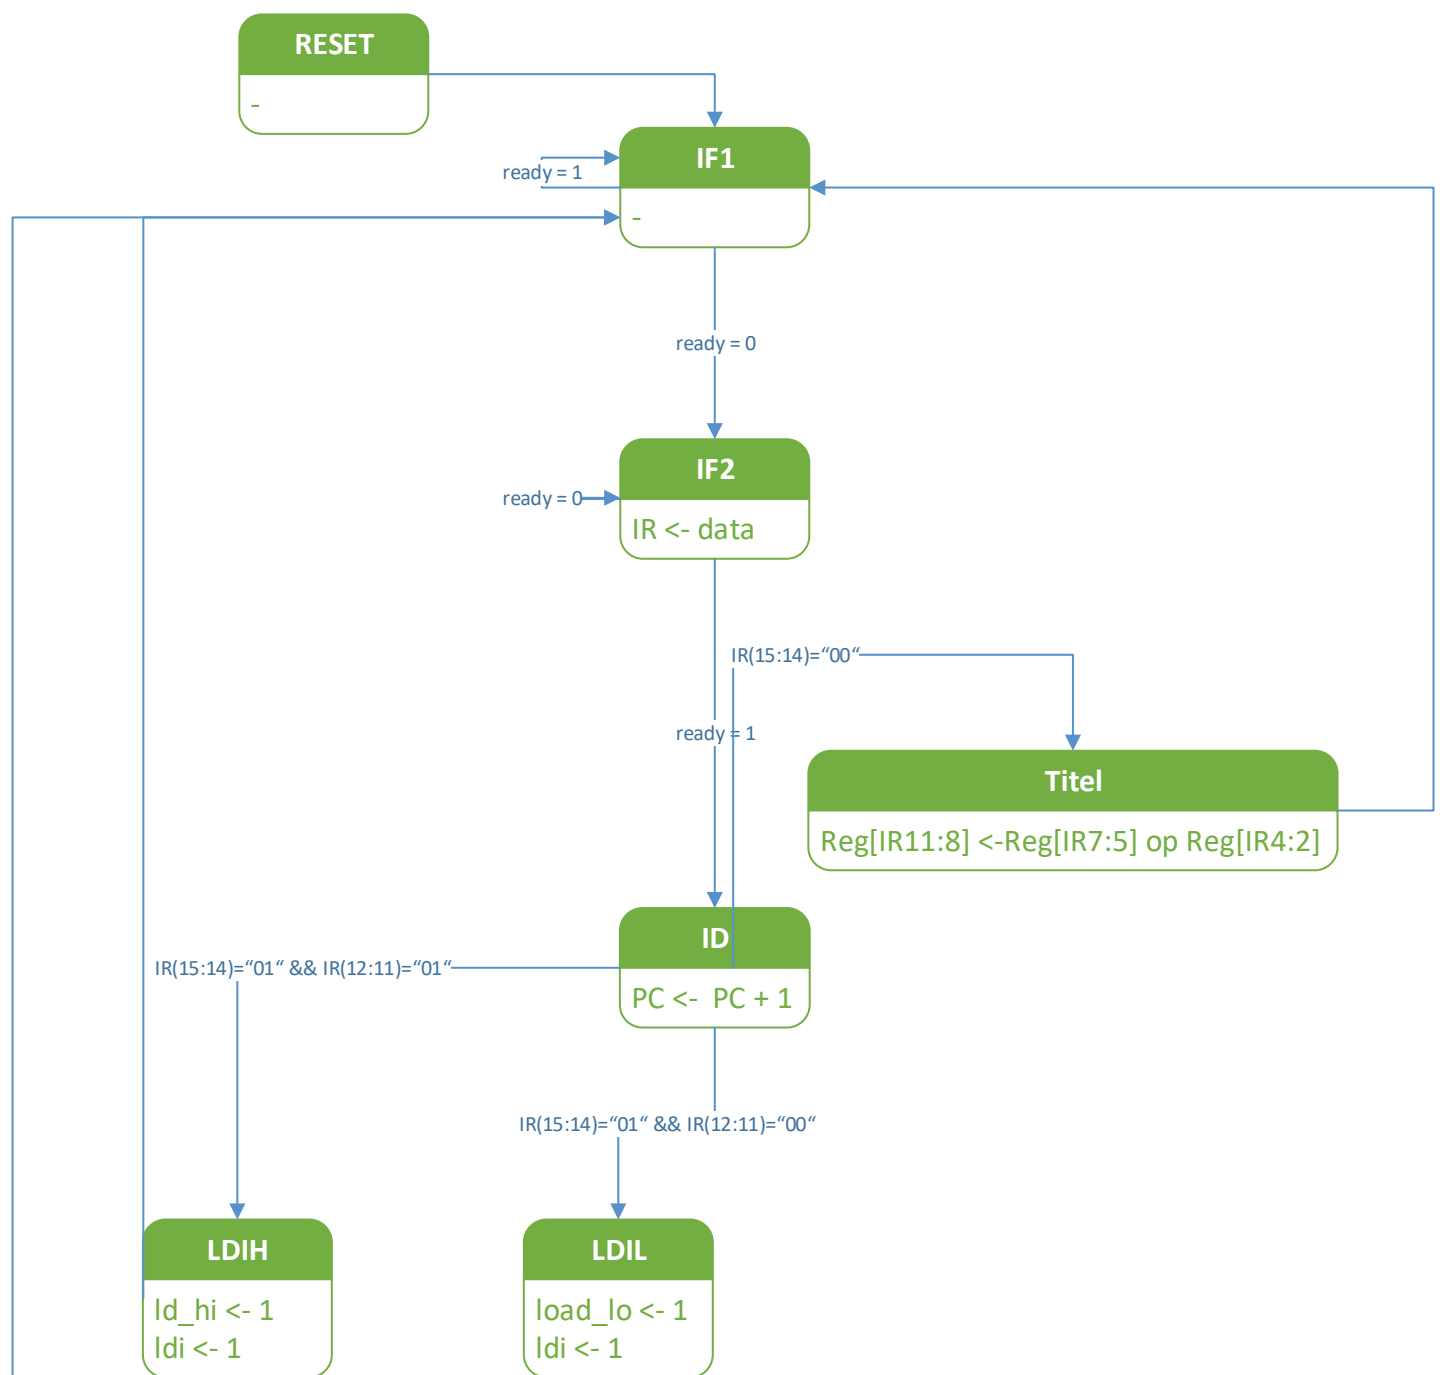 RESET
-
IF1
ready = 1
-
ready = 0
IF2
ready = 0
IR <- data
IR(15:14)=“00“
ready = 1
Titel
Reg[IR11:8] <-Reg[IR7:5] op Reg[IR4:2]
ID
IR(15:14)=“01“ && IR(12:11)=“01“
PC <-  PC + 1
IR(15:14)=“01“ && IR(12:11)=“00“
LDIH
ld_hi <- 1
ldi <- 1
LDIL
load_lo <- 1
ldi <- 1